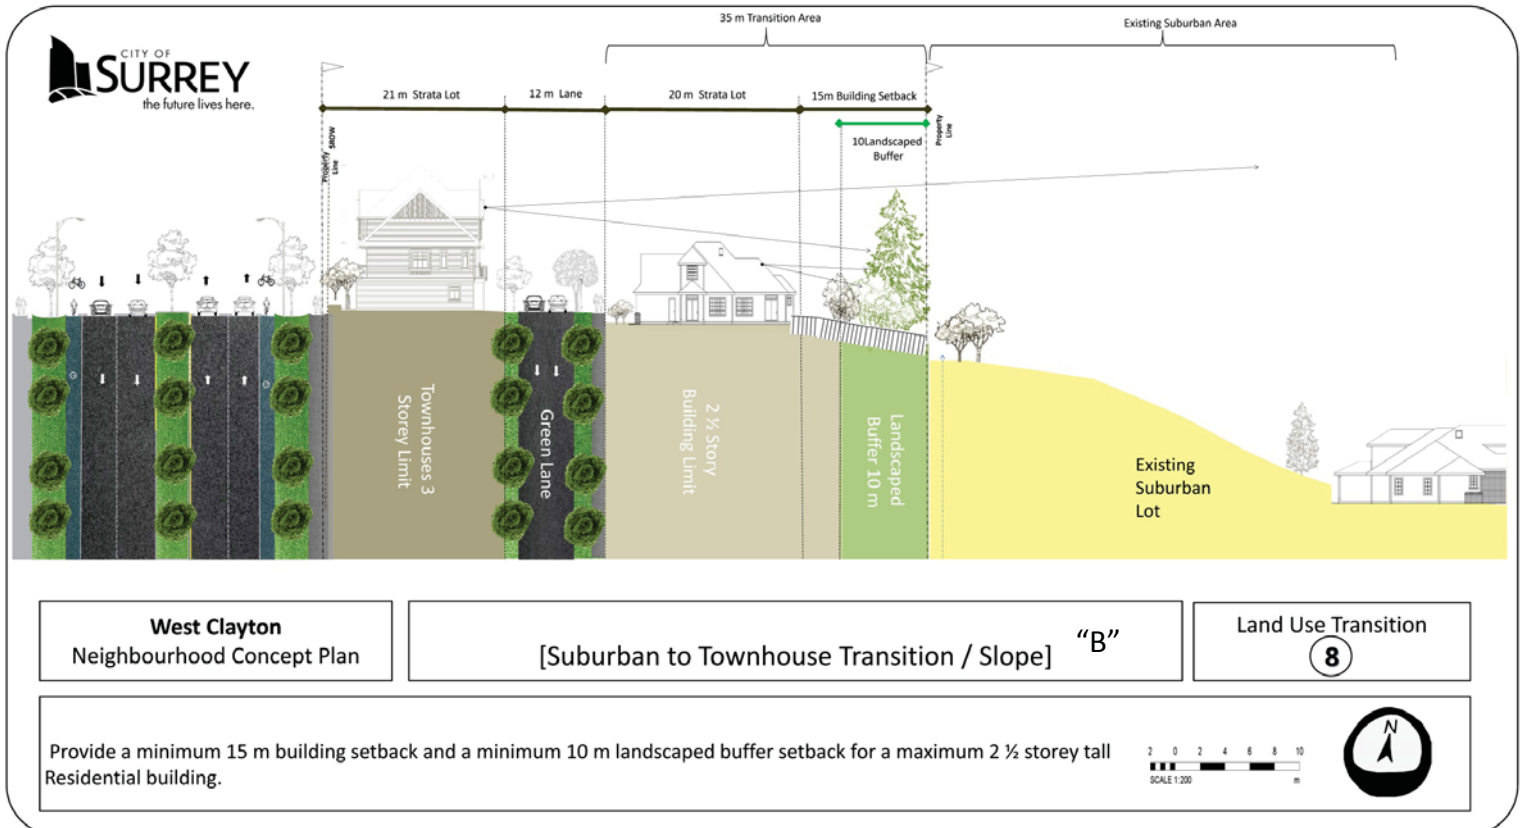 35 m Transition Area
Existing Suburban Area
CITY OF
SURREY
the future lives here.
21 m Strata Lot
12 m Lane
20 m Strata Lot
15m Building Setback
10Landscaped
Buffer
Property
Line
SROW
Property
Line
Townhouses 3
Storey Limit
Green Lane
2 ½ Story
Building Limit
Landscaped
Buffer 10 m
Existing
Suburban
Lot
West Clayton
Neighbourhood Concept Plan
[Suburban to Townhouse Transition / Slope] “B”
Land Use Transition
8
Provide a minimum 15 m building setback and a minimum 10 m landscaped buffer setback for a maximum 2 ½ storey tall
Residential building.
2 0 2 4 6 8 10
SCALE 1:200 m
N